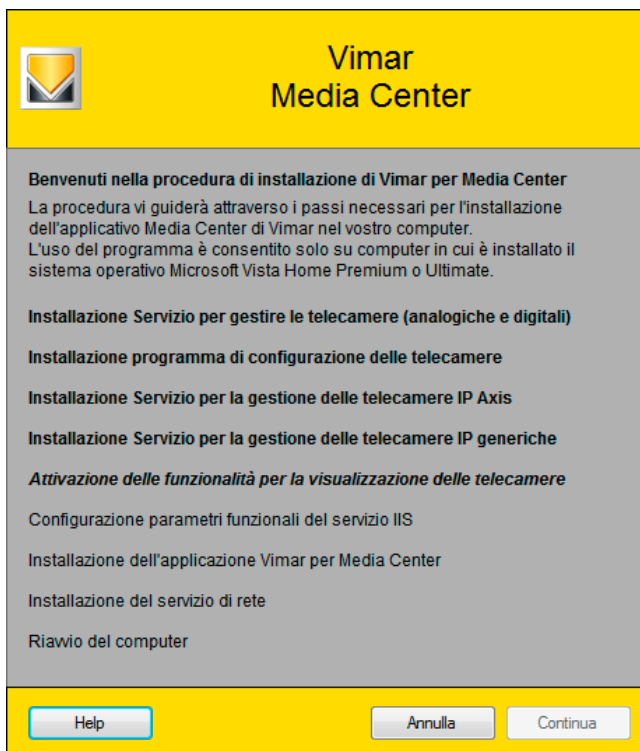 Vimar
Media Center
Benvenuti nella procedura di installazione di Vimar per Media Center
La procedura vi guiderà attraverso i passi necessari per l'installazione
dell'applicativo Media Center di Vimar nel vostro computer.
L'uso del programma è consentito solo su computer in cui è installato il
sistema operativo Microsoft Vista Home Premium o Ultimate.
Installazione Servizio per gestire le telecamere (analogiche e digitali)
Installazione programma di configurazione delle telecamere
Installazione Servizio per la gestione delle telecamere IP Axis
Installazione Servizio per la gestione delle telecamere IP generiche
Attivazione delle funzionalità per la visualizzazione delle telecamere
Configurazione parametri funzionali del servizio IIS
Installazione dell'applicazione Vimar per Media Center
Installazione del servizio di rete
Riavvio del computer
Help
Annulla
Continua